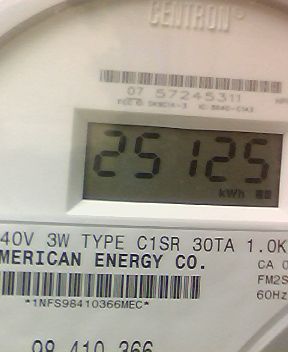 CENTRON®
07 57245311
25125
kWh
40V 3W TYPE C1SR 30TA 1.0K
MERICAN ENERGY CO.
CA 0
FM2S
60Hz
*1NFS98410366MEC*
98 410 366